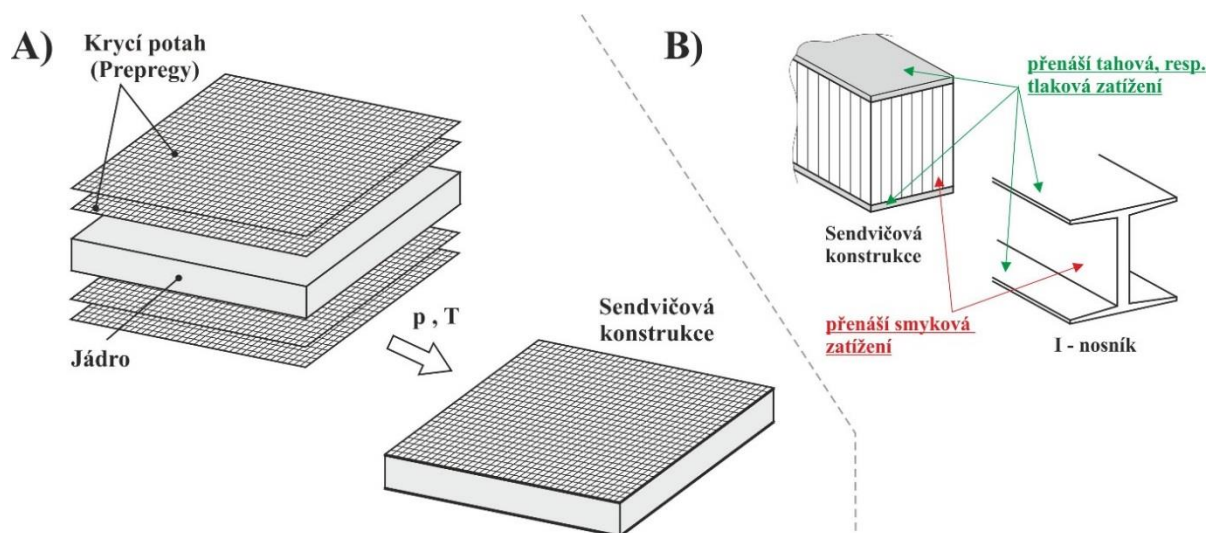 A)
Krycí potah
(Prepregy)
Jádro
p , T
Sendvičová
konstrukce
B)
přenáší tahová, resp.
tlaková zatížení
Sendvičová
konstrukce
přenáší smyková
zatížení
I - nosník